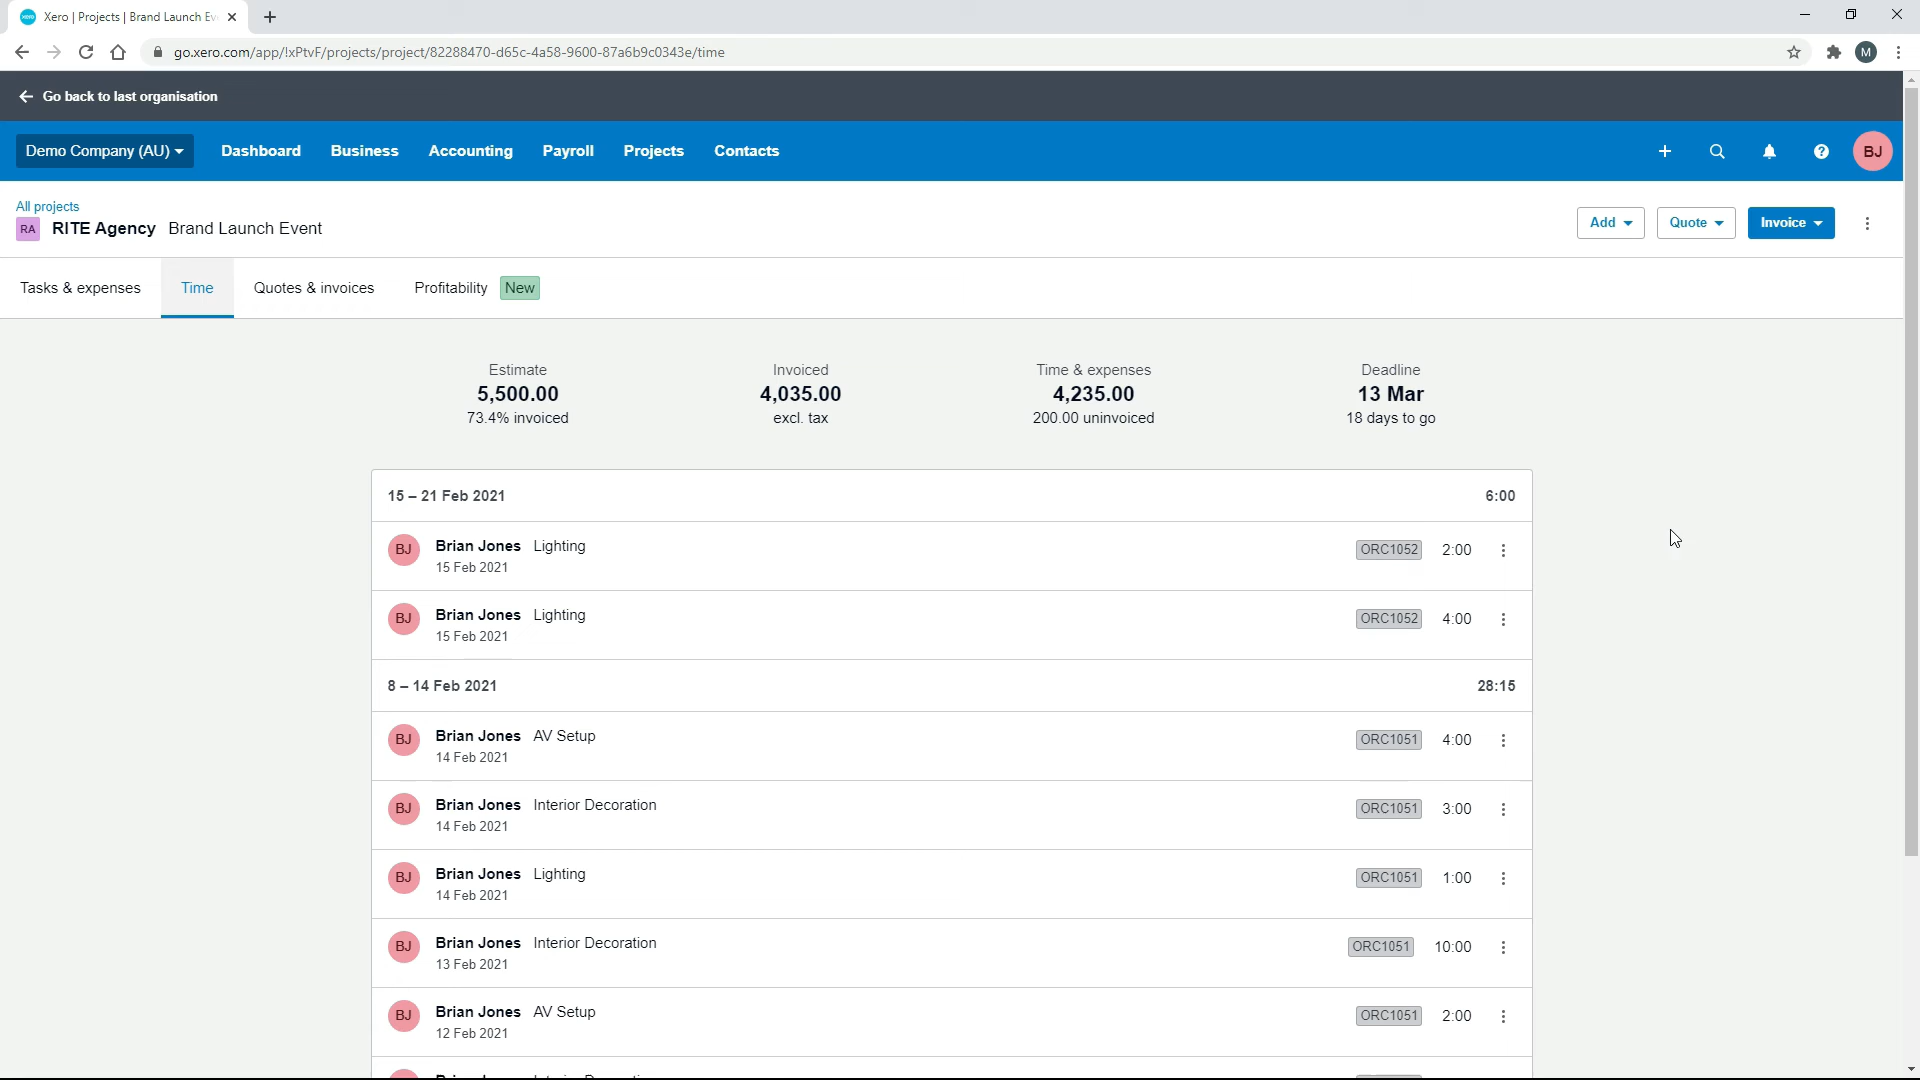 Xero | Projects | Brand Launch Ev
go.xero.com/app/!xPtvF/projects/project/82288470-d65c-4a58-9600-87a6b9c0343e/time
M
Go back to last organisation
Demo Company (AU) Dashboard Business Accounting Payroll Projects Contacts BJ
All projects
RA RITE Agency Brand Launch Event
Add Quote Invoice
Tasks & expenses Time Quotes & invoices Profitability New
Estimate Invoiced Time & expenses Deadline
5,500.00 4,035.00 4,235.00 13 Mar
73.4% invoiced excl. tax 200.00 uninvoiced 18 days to go
15 – 21 Feb 2021 6:00
BJ Brian Jones Lighting ORC1052 2:00
15 Feb 2021
BJ Brian Jones Lighting ORC1052 4:00
15 Feb 2021
8 – 14 Feb 2021 28:15
BJ Brian Jones AV Setup ORC1051 4:00
14 Feb 2021
BJ Brian Jones Interior Decoration ORC1051 3:00
14 Feb 2021
BJ Brian Jones Lighting ORC1051 1:00
14 Feb 2021
BJ Brian Jones Interior Decoration ORC1051 10:00
13 Feb 2021
BJ Brian Jones AV Setup ORC1051 2:00
12 Feb 2021